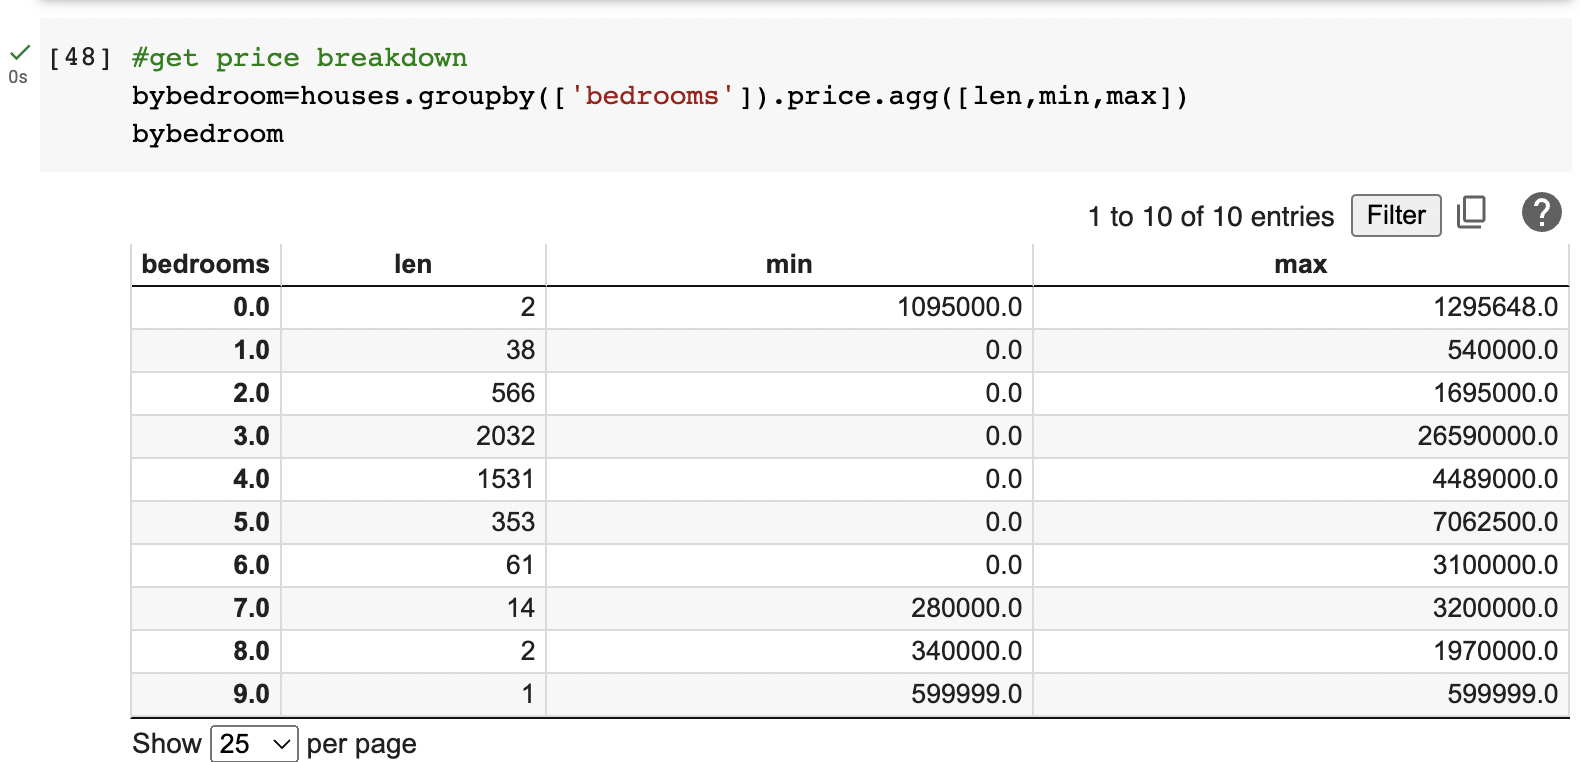 [48] #get price breakdown
0s
bybedroom=houses.groupby(['bedrooms']).price.agg([len,min,max])
bybedroom
1 to 10 of 10 entries Filter ?
bedrooms len min max
0.0 2 1095000.0 1295648.0
1.0 38 0.0 540000.0
2.0 566 0.0 1695000.0
3.0 2032 0.0 26590000.0
4.0 1531 0.0 4489000.0
5.0 353 0.0 7062500.0
6.0 61 0.0 3100000.0
7.0 14 280000.0 3200000.0
8.0 2 340000.0 1970000.0
9.0 1 599999.0 599999.0
Show 25 per page